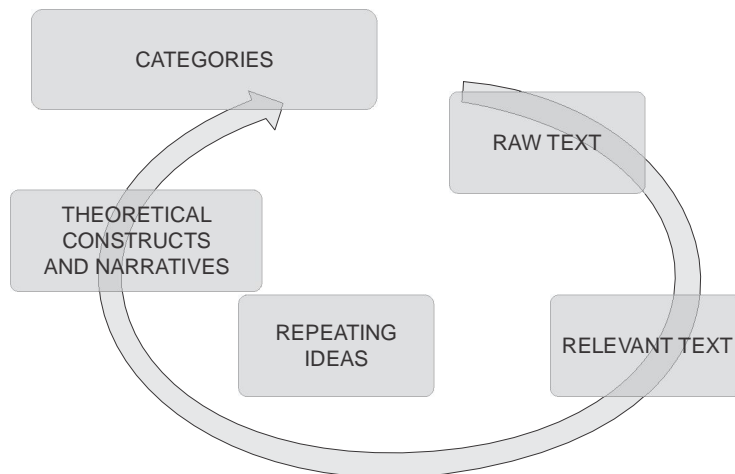 CATEGORIES
RAW TEXT
THEORETICAL
CONSTRUCTS
AND NARRATIVES
REPEATING
IDEAS
RELEVANT TEXT